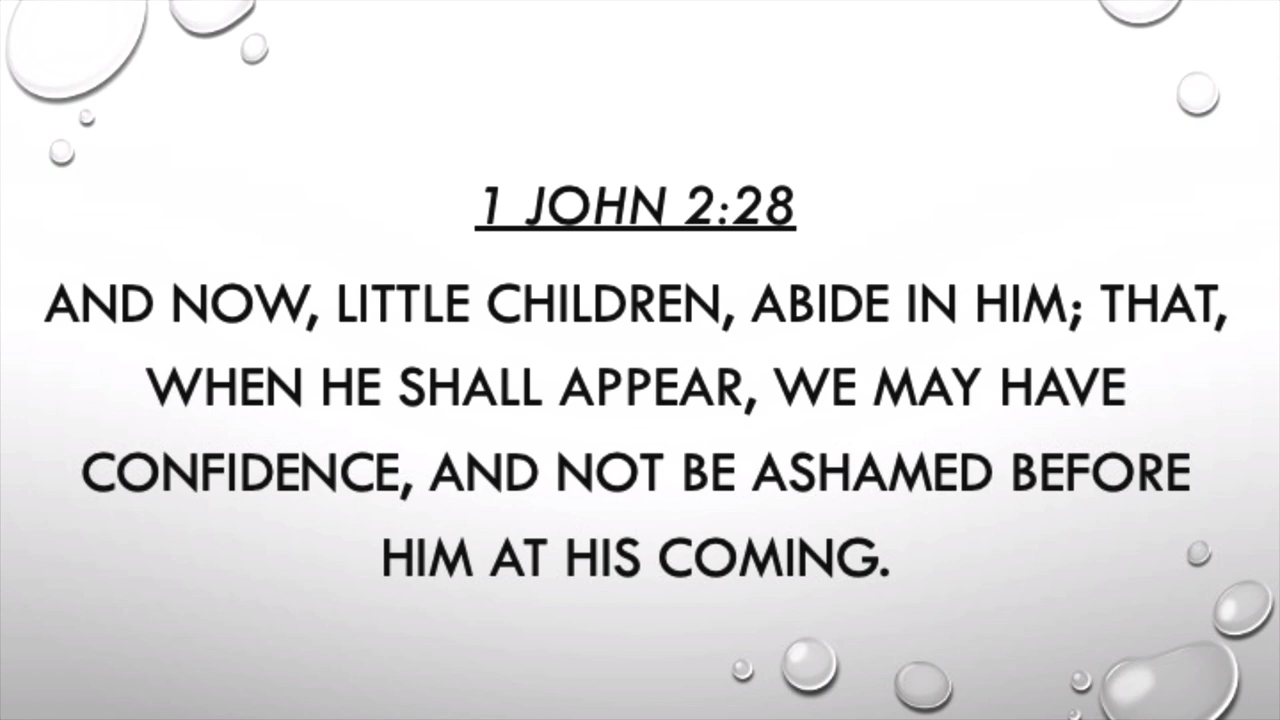 1 JOHN 2:28
AND NOW, LITTLE CHILDREN, ABIDE IN HIM; THAT,
WHEN HE SHALL APPEAR, WE MAY HAVE
CONFIDENCE, AND NOT BE ASHAMED BEFORE
HIM AT HIS COMING.